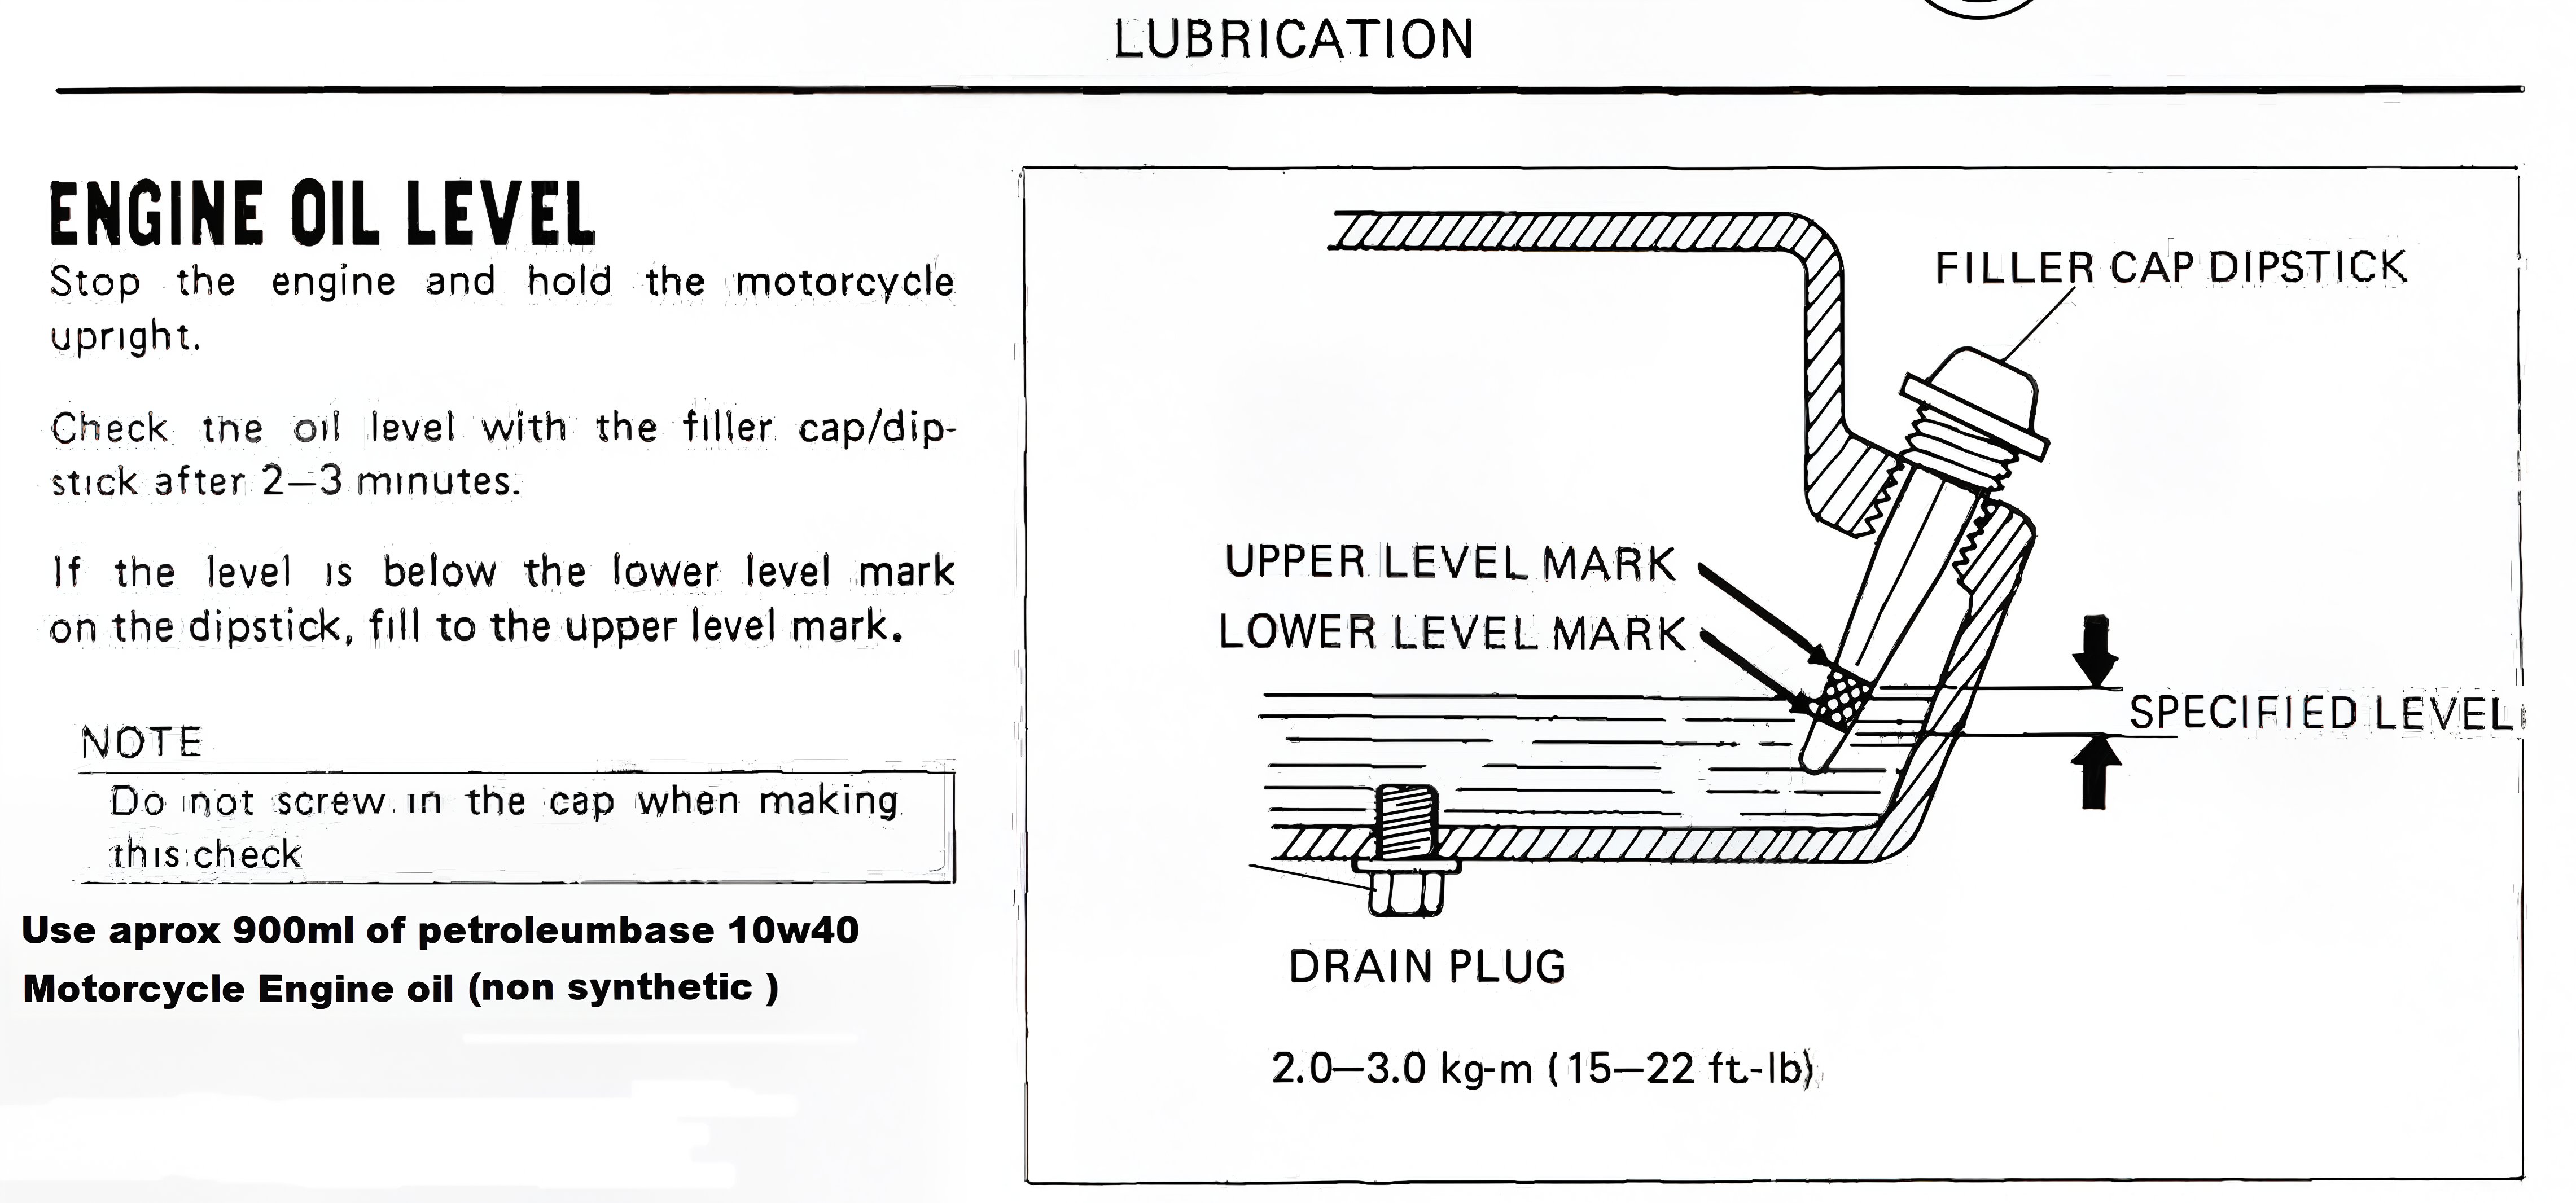 LUBRICATION
ENGINE OIL LEVEL
Stop the engine and hold the motorcycle
upright.
Check the oil level with the filler cap/dip-
stick after 2–3 minutes.
If the level is below the lower level mark
on the dipstick, fill to the upper level mark.
NOTE
Do not screw in the cap when making
this check
Use aprox 900ml of petroleumbase 10w40
Motorcycle Engine oil (non synthetic )
FILLER CAP DIPSTICK
UPPER LEVEL MARK
LOWER LEVEL MARK
SPECIFIED LEVEL
DRAIN PLUG
2.0–3.0 kg-m (15–22 ft.-lb)